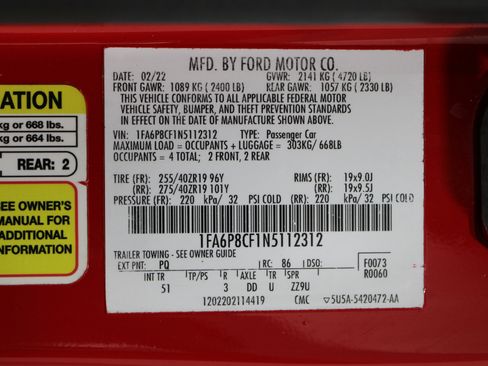 MFD. BY FORD MOTOR CO.
DATE: 02/22 GVWR: 2141 KG (4720 LB)
FRONT GAWR: 1089 KG (2400 LB) REAR GAWR: 1057 KG (2330 LB)
THIS VEHICLE CONFORMS TO ALL APPLICABLE FEDERAL MOTOR
VEHICLE SAFETY, BUMPER, AND THEFT PREVENTION STANDARDS
IN EFFECT ON THE DATE OF MANUFACTURE SHOWN ABOVE.
VIN: 1FA6P8CF1N5112312 TYPE: Passenger Car
MAXIMUM LOAD = OCCUPANTS + LUGGAGE = 303KG/ 668LB
OCCUPANTS = 4 TOTAL; 2 FRONT, 2 REAR
TIRE (FR): 255/40ZR19 96Y RIMS (FR): 19x9.0J
(RR): 275/40ZR19 101Y (RR): 19x9.5J
PRESSURE (FR): 220 kPa/ 32 PSI COLD (RR): 220 kPa/ 32 PSI COLD
1FA6P8CF1N5112312
TRAILER TOWING - SEE OWNER GUIDE
EXT PNT: PQ RC: 86 DSO: F0073
R0060
INT TR TP/PS R AXLE TR SPR
51 3 DD U ZZ9U
1202202114419 CMC 5U5A-5420472-AA
ATION
kg or 668 lbs.
kg or 664 lbs.
REAR: 2
SEE OWNER'S
MANUAL FOR
ADDITIONAL
INFORMATION